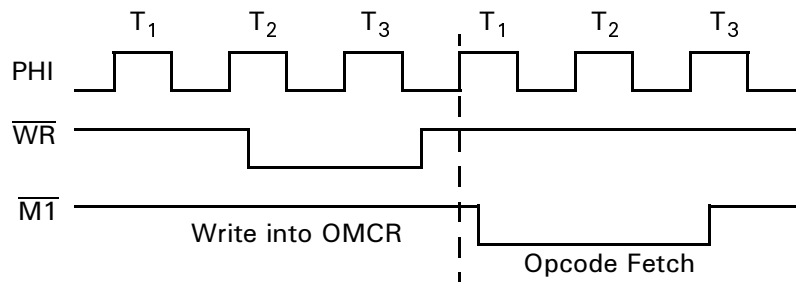 T1 T2 T3 T1 T2 T3
PHI
WR
M1
Write into OMCR
Opcode Fetch